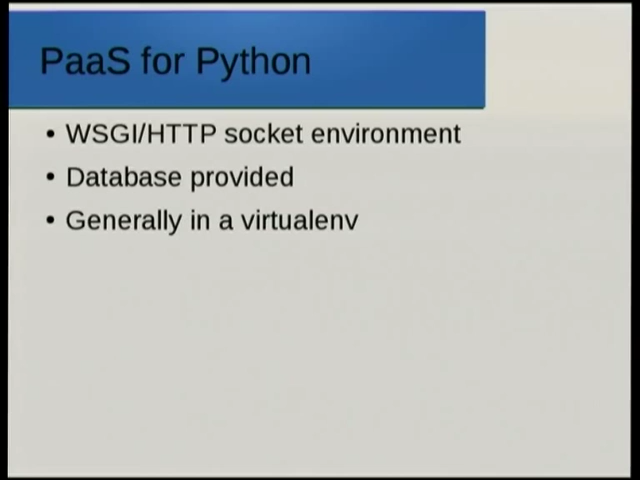 PaaS for Python
• WSGI/HTTP socket environment
• Database provided
• Generally in a virtualenv